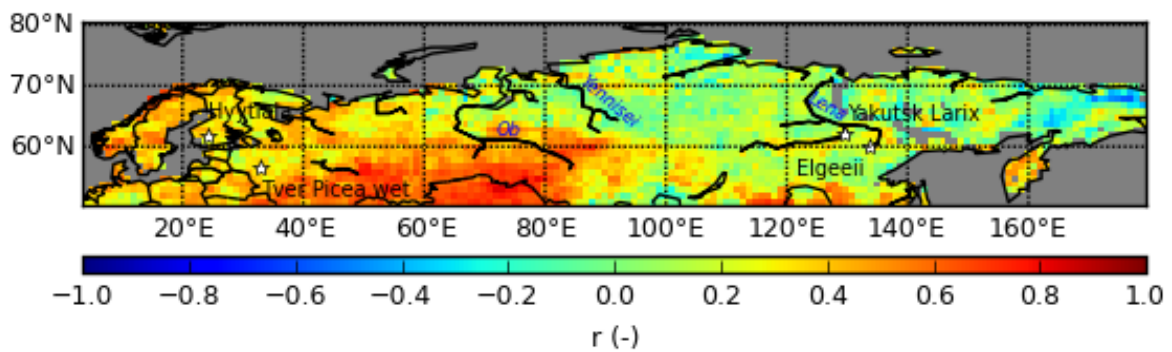 80°N
70°N
60°N
Hyytiala
Ob
Yennisei
Lena
Yakutsk Larix
Elgeeii
Tver Picea wet
20°E 40°E 60°E 80°E 100°E 120°E 140°E 160°E
−1.0 −0.8 −0.6 −0.4 −0.2 0.0 0.2 0.4 0.6 0.8 1.0
r (-)